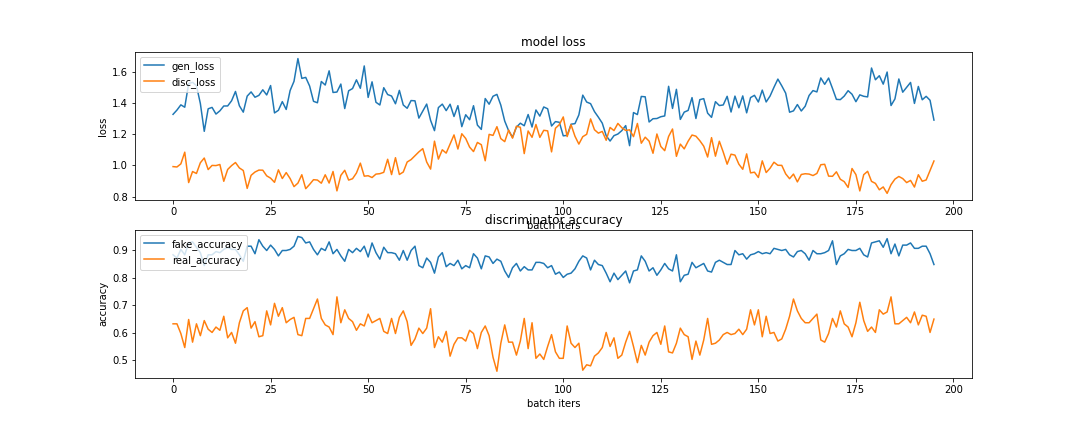 model loss
gen_loss
disc_loss
loss
1.6
1.4
1.2
1.0
0.8
0 25 50 75 100 125 150 175 200
batch iters
discriminator accuracy
fake_accuracy
real_accuracy
accuracy
0.9
0.8
0.7
0.6
0.5
0 25 50 75 100 125 150 175 200
batch iters